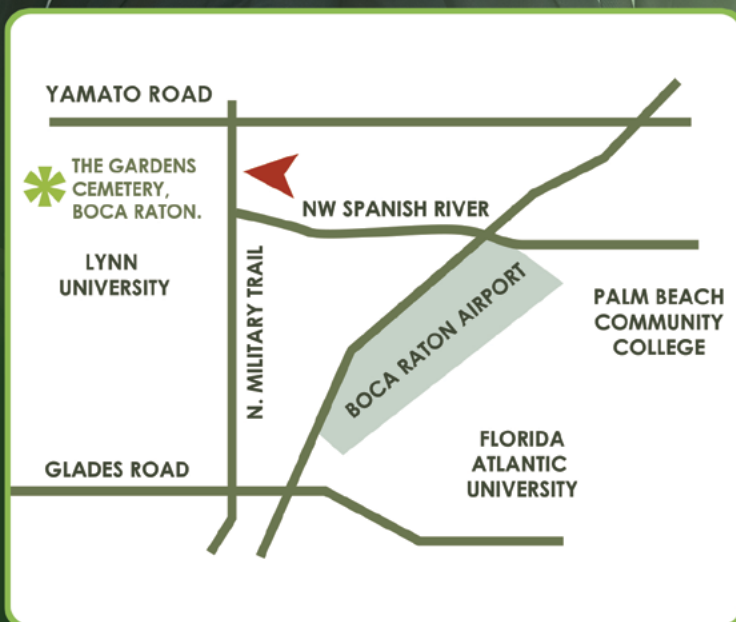 YAMATO ROAD
THE GARDENS
CEMETERY,
BOCA RATON.
NW SPANISH RIVER
LYNN
UNIVERSITY
N. MILITARY TRAIL
BOCA RATON AIRPORT
PALM BEACH
COMMUNITY
COLLEGE
FLORIDA
ATLANTIC
UNIVERSITY
GLADES ROAD